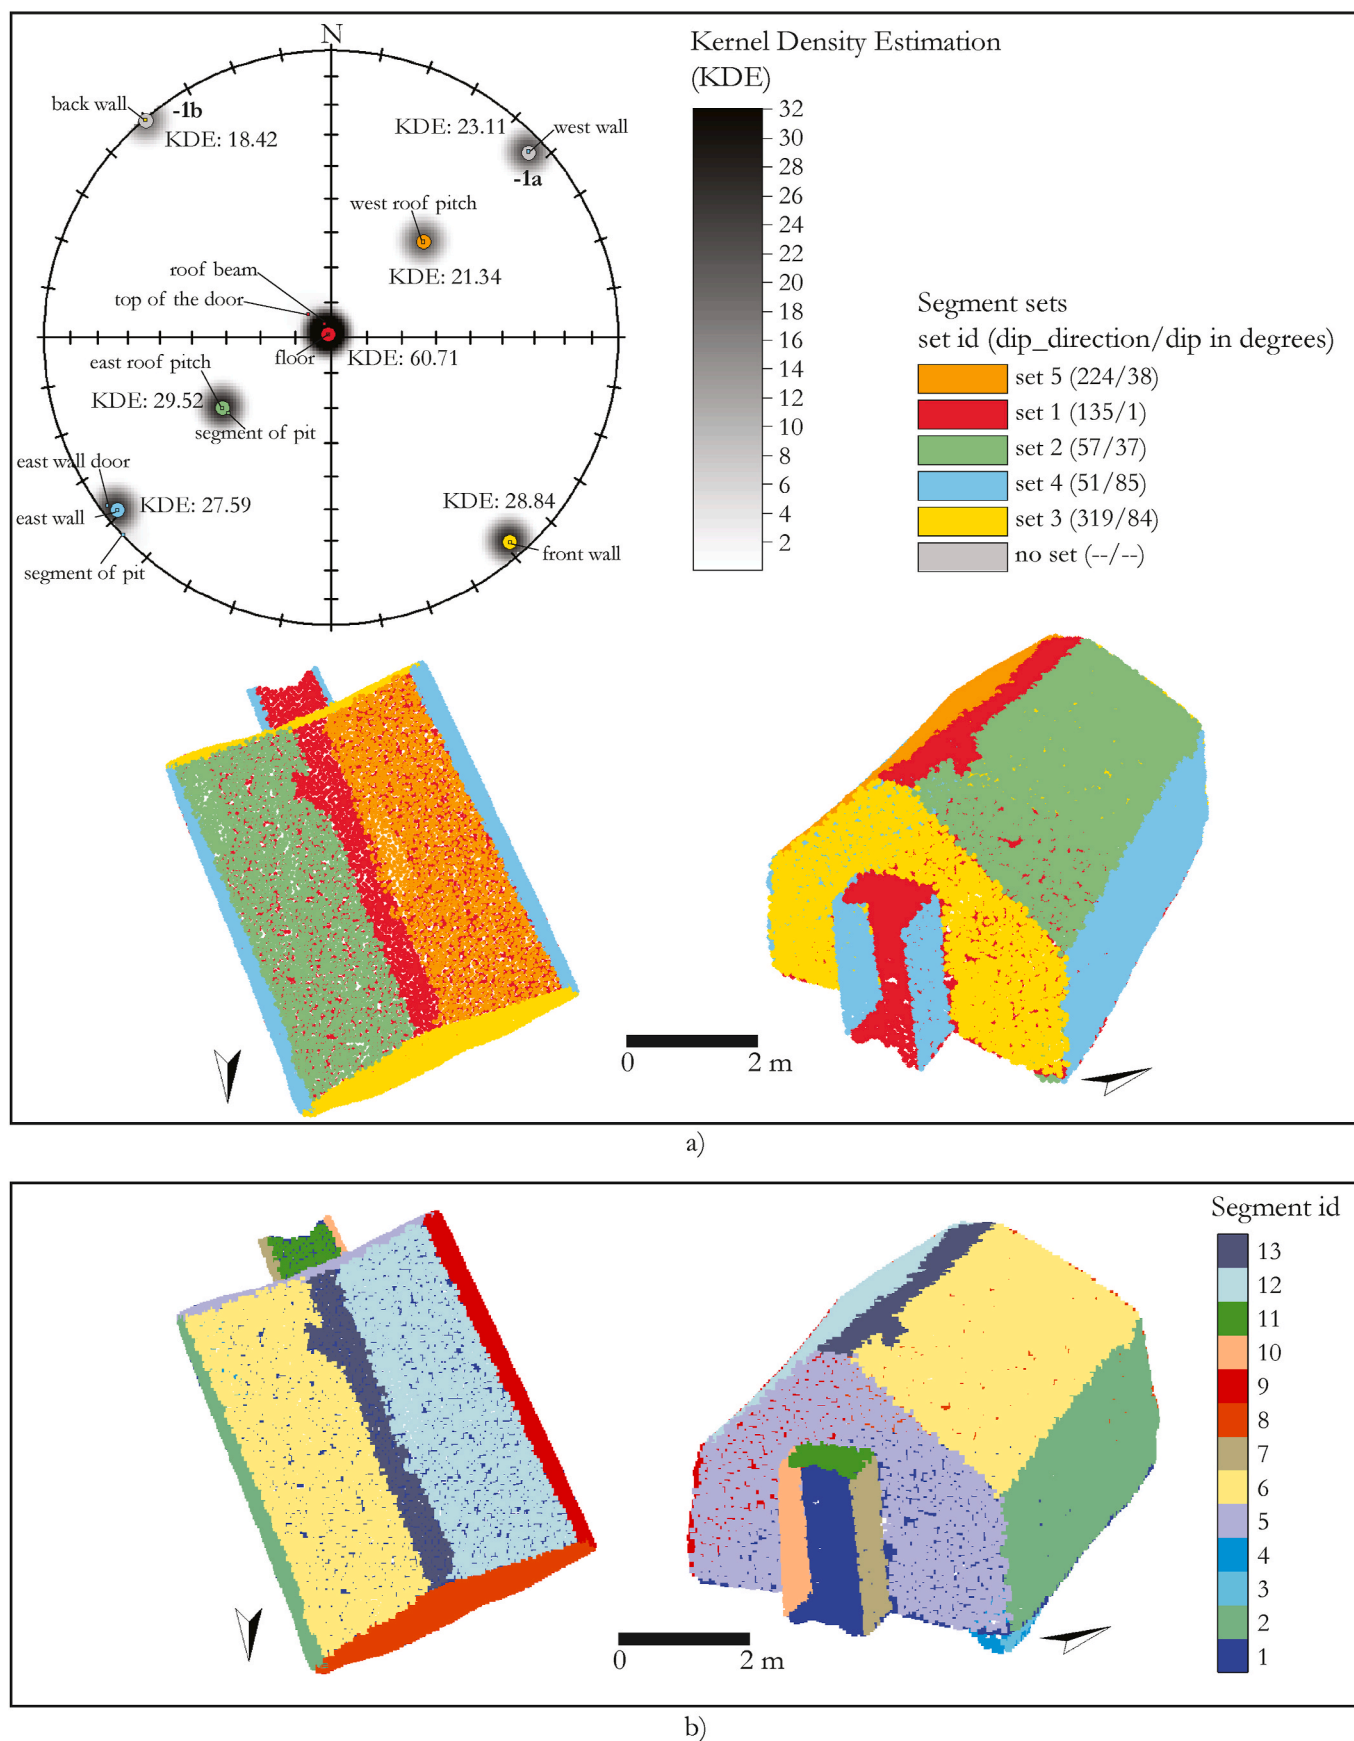 N
back wall
-1b
KDE: 18.42
KDE: 23.11
west wall
-1a
west roof pitch
KDE: 21.34
roof beam
top of the door
floor
KDE: 60.71
east roof pitch
KDE: 29.52
segment of pit
east wall door
KDE: 27.59
east wall
segment of pit
KDE: 28.84
front wall
Kernel Density Estimation
(KDE)
32
30
28
26
24
22
20
18
16
14
12
10
8
6
4
2
Segment sets
set id (dip_direction/dip in degrees)
set 5 (224/38)
set 1 (135/1)
set 2 (57/37)
set 4 (51/85)
set 3 (319/84)
no set (--/--)
0 2 m
a)
Segment id
13
12
11
10
9
8
7
6
5
4
3
2
1
0 2 m
b)